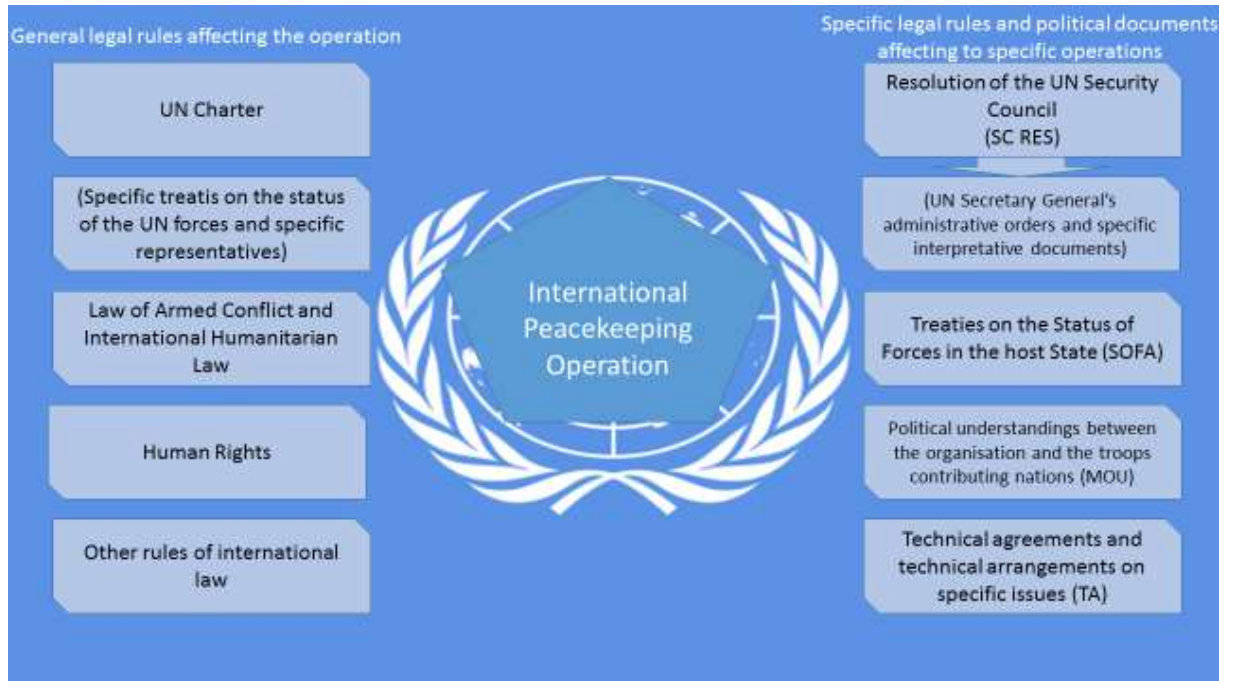 General legal rules affecting the operation
UN Charter
(Specific treatis on the status
of the UN forces and specific
representatives)
Law of Armed Conflict and
International Humanitarian
Law
Human Rights
Other rules of international
law
International
Peacekeeping
Operation
Specific legal rules and political documents
affecting to specific operations
Resolution of the UN Security
Council
(SC RES)
(UN Secretary General's
administrative orders and specific
interpretative documents)
Treaties on the Status of
Forces in the host State (SOFA)
Political understandings between
the organisation and the troops
contributing nations (MOU)
Technical agreements and
technical arrangements on
specific issues (TA)